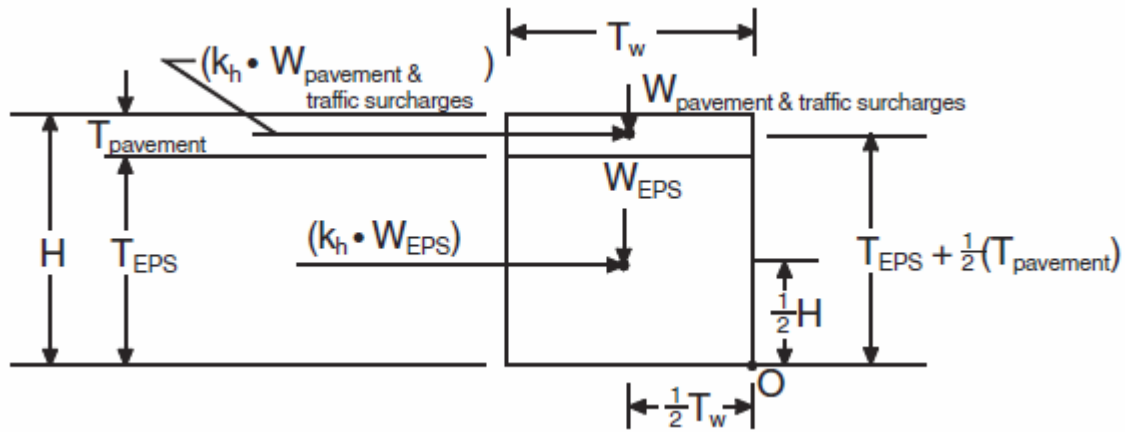 T_w
(k_h • W_pavement & traffic surcharges )
W_pavement & traffic surcharges
T_pavement
W_EPS
(k_h • W_EPS)
H
T_EPS
T_EPS + 1/2(T_pavement)
1/2H
O
1/2T_w